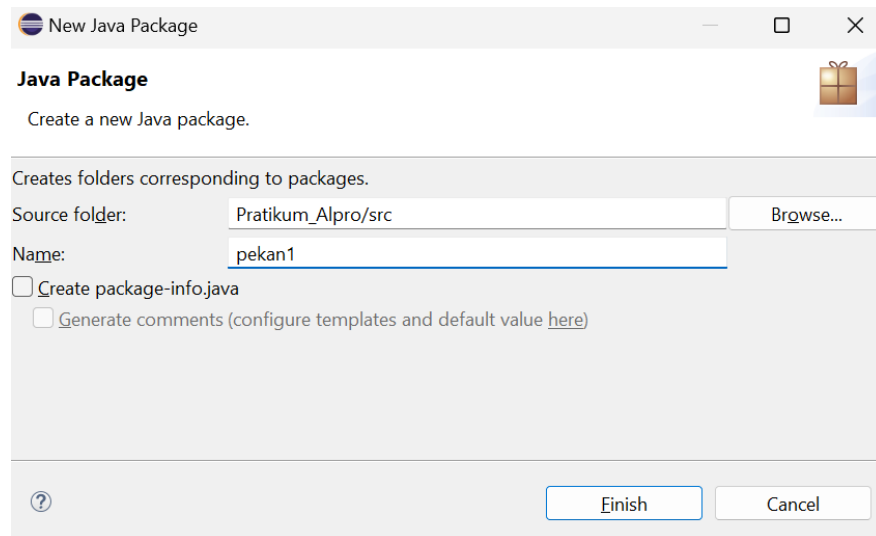 New Java Package
Java Package
Create a new Java package.
Creates folders corresponding to packages.
Source folder: Pratikum_Alpro/src Browse...
Name: pekan1
Create package-info.java
Generate comments (configure templates and default value here)
? Finish Cancel